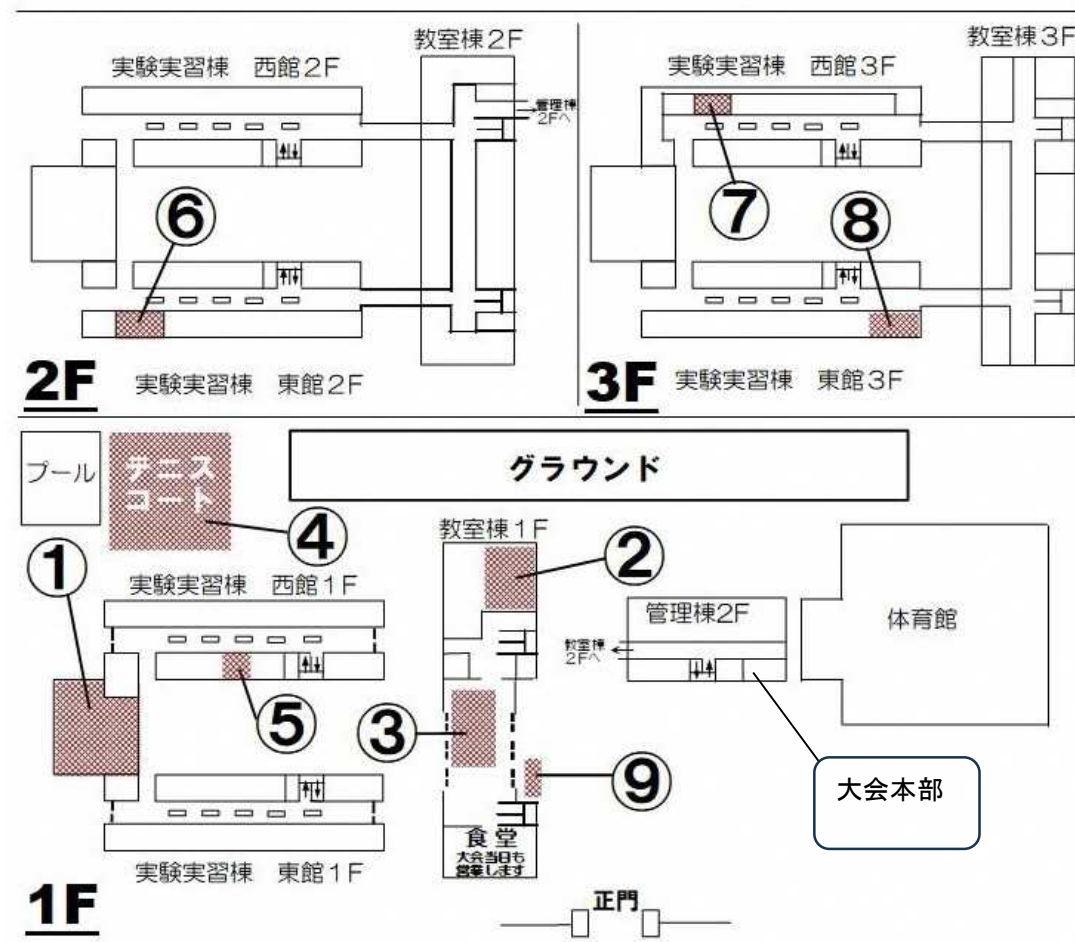 教室棟2F
実験実習棟 西館2F
管理棟
2Fへ
⑥
2F
実験実習棟 東館2F
教室棟3F
実験実習棟 西館3F
⑦
⑧
3F
実験実習棟 東館3F
プール
テニス
コート
グラウンド
④
教室棟1F
①
②
実験実習棟 西館1F
管理棟2F
体育館
教室棟
2Fへ
⑤
③
⑨
大会本部
食堂
大会当日も
営業します
実験実習棟 東館1F
1F
正門